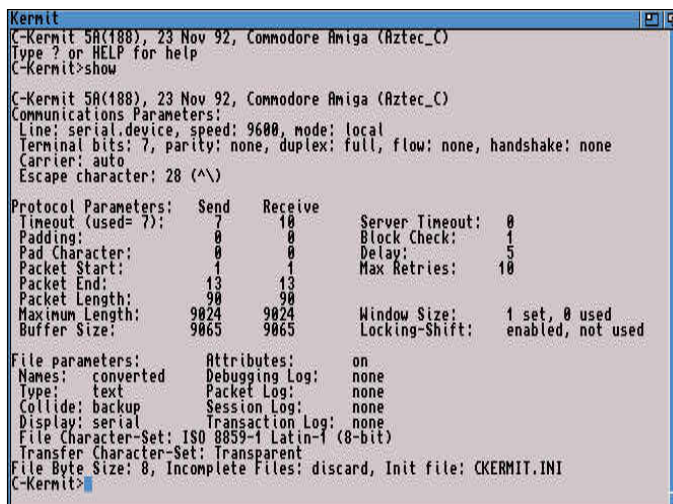 Kermit
C-Kermit 5A(188), 23 Nov 92, Commodore Amiga (Aztec_C)
Type ? or HELP for help
C-Kermit>show
C-Kermit 5A(188), 23 Nov 92, Commodore Amiga (Aztec_C)
Communications Parameters:
Line: serial.device, speed: 9600, mode: local
Terminal bits: 7, parity: none, duplex: full, flow: none, handshake: none
Carrier: auto
Escape character: 28 (^\)
Protocol Parameters: Send Receive
Timeout (used= 7): 7 10 Server Timeout: 0
Padding: 0 0 Block Check: 1
Pad Character: 0 0 Delay: 5
Packet Start: 1 1 Max Retries: 10
Packet End: 13 13
Packet Length: 90 90
Maximum Length: 9024 9024 Window Size: 1 set, 0 used
Buffer Size: 9065 9065 Locking-Shift: enabled, not used
File parameters: Attributes: on
Names: converted Debugging Log: none
Type: text Packet Log: none
Collide: backup Session Log: none
Display: serial Transaction Log: none
File Character-Set: ISO 8859-1 Latin-1 (8-bit)
Transfer Character-Set: Transparent
File Byte Size: 8, Incomplete Files: discard, Init file: CKERMIT.INI
C-Kermit>